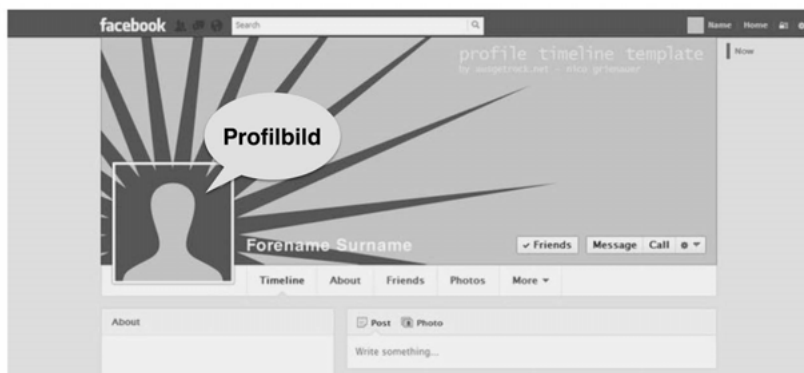 facebook Search Name Home
profile timeline template
Now
Profilbild
Forename Surname
✓ Friends Message Call
Timeline About Friends Photos More
About
Post Photo
Write something...